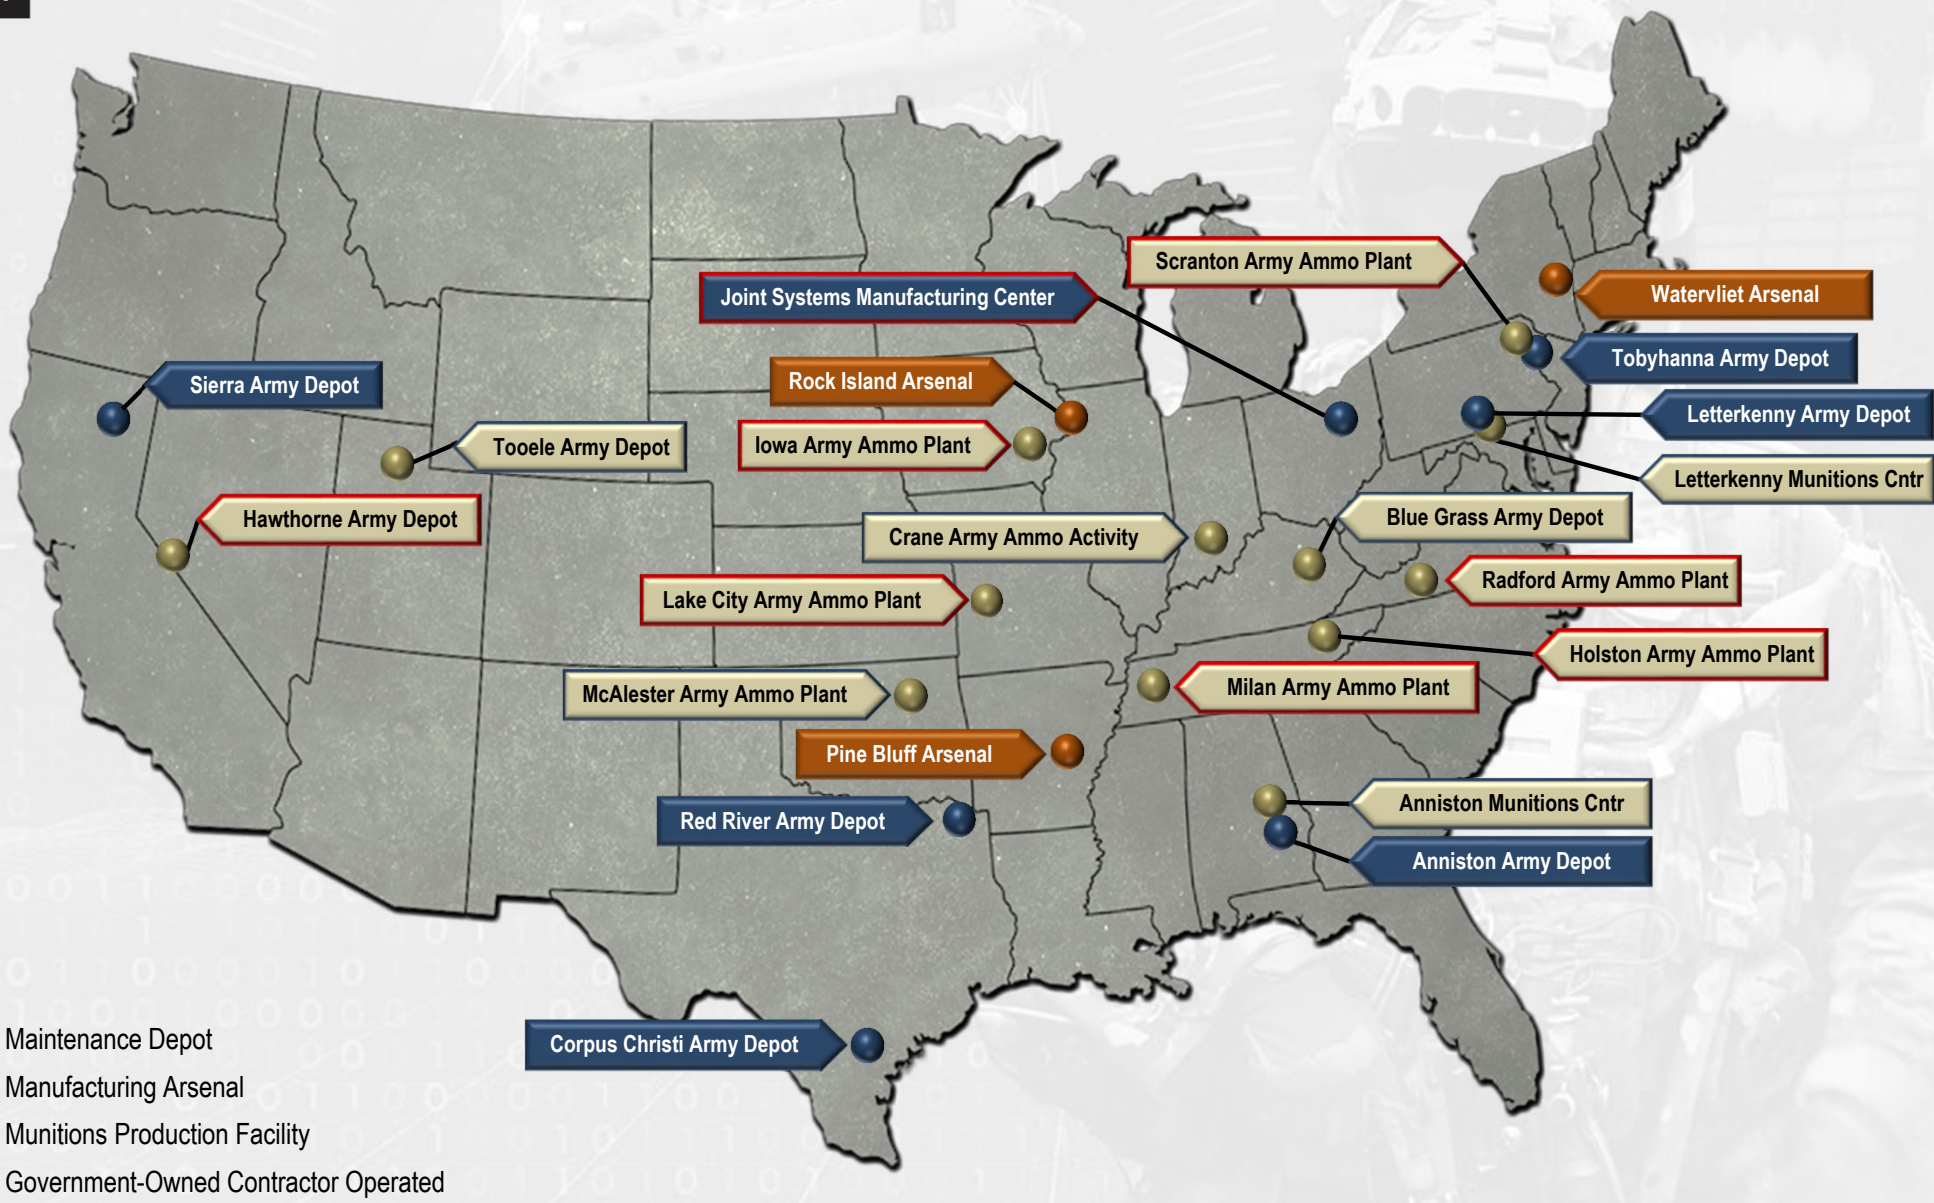 Scranton Army Ammo Plant
Joint Systems Manufacturing Center
Watervliet Arsenal
Tobyhanna Army Depot
Sierra Army Depot
Rock Island Arsenal
Letterkenny Army Depot
Tooele Army Depot
Iowa Army Ammo Plant
Letterkenny Munitions Cntr
Hawthorne Army Depot
Blue Grass Army Depot
Crane Army Ammo Activity
Radford Army Ammo Plant
Lake City Army Ammo Plant
Holston Army Ammo Plant
McAlester Army Ammo Plant
Milan Army Ammo Plant
Pine Bluff Arsenal
Anniston Munitions Cntr
Red River Army Depot
Anniston Army Depot
Corpus Christi Army Depot
Maintenance Depot
Manufacturing Arsenal
Munitions Production Facility
Government-Owned Contractor Operated